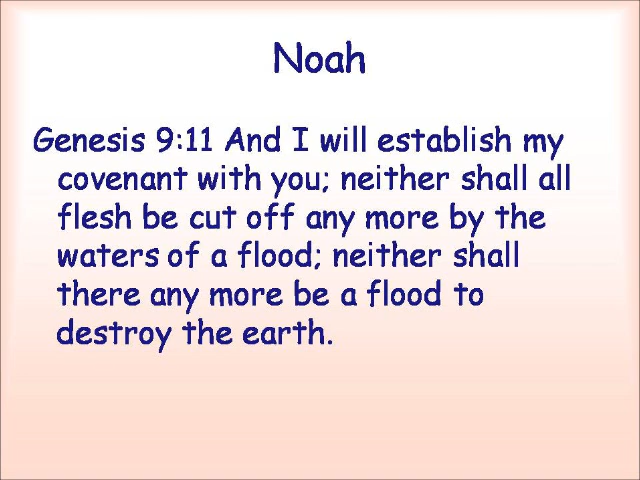 Noah
Genesis 9:11 And I will establish my
covenant with you; neither shall all
flesh be cut off any more by the
waters of a flood; neither shall
there any more be a flood to
destroy the earth.